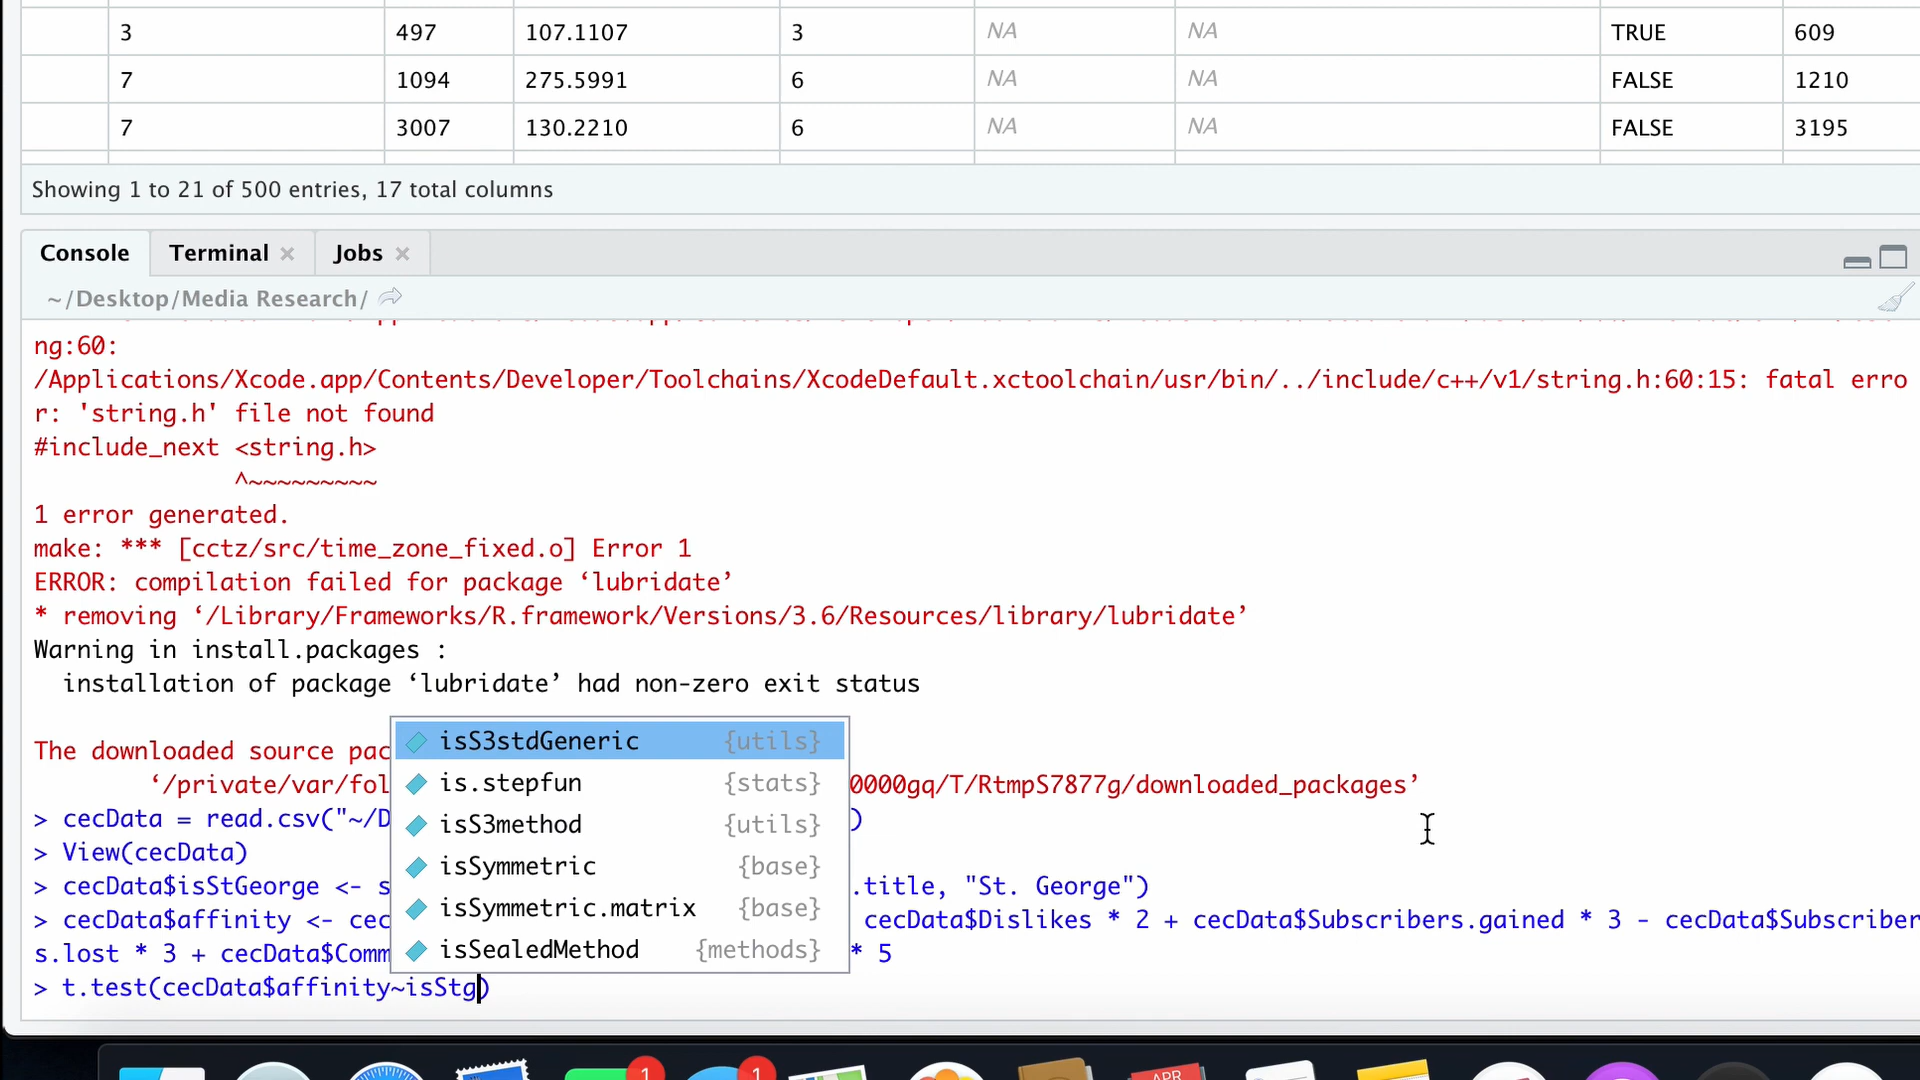 3 497 107.1107 3 NA NA TRUE 609
7 1094 275.5991 6 NA NA FALSE 1210
7 3007 130.2210 6 NA NA FALSE 3195
Showing 1 to 21 of 500 entries, 17 total columns
Console Terminal Jobs
~/Desktop/Media Research/
ng:60:
/Applications/Xcode.app/Contents/Developer/Toolchains/XcodeDefault.xctoolchain/usr/bin/../include/c++/v1/string.h:60:15: fatal erro
r: 'string.h' file not found
#include_next <string.h>
^~~~~~~~~~
1 error generated.
make: *** [cctz/src/time_zone_fixed.o] Error 1
ERROR: compilation failed for package ‘lubridate’
* removing ‘/Library/Frameworks/R.framework/Versions/3.6/Resources/library/lubridate’
Warning in install.packages :
installation of package ‘lubridate’ had non-zero exit status
The downloaded source pac
‘/private/var/fol 0000gq/T/RtmpS7877g/downloaded_packages’
> cecData = read.csv("~/D )
> View(cecData)
> cecData$isStGeorge <- s .title, "St. George")
> cecData$affinity <- cec cecData$Dislikes * 2 + cecData$Subscribers.gained * 3 - cecData$Subscriber
s.lost * 3 + cecData$Comm * 5
> t.test(cecData$affinity~isStg)
isS3stdGeneric {utils}
is.stepfun {stats}
isS3method {utils}
isSymmetric {base}
isSymmetric.matrix {base}
isSealedMethod {methods}
1 1
APR